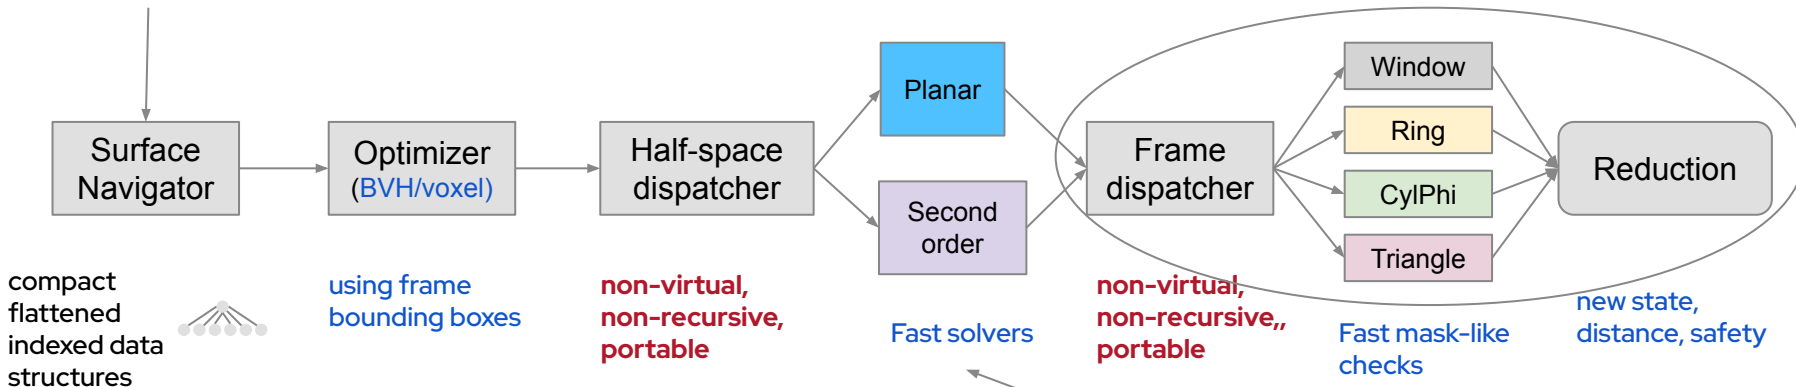 Surface
Navigator
Optimizer
(BVH/voxel)
Half-space
dispatcher
Planar
Second
order
Frame
dispatcher
Window
Ring
CylPhi
Triangle
Reduction
compact
flattened
indexed data
structures
using frame
bounding boxes
non-virtual,
non-recursive,
portable
Fast solvers
non-virtual,
non-recursive,,
portable
Fast mask-like
checks
new state,
distance, safety